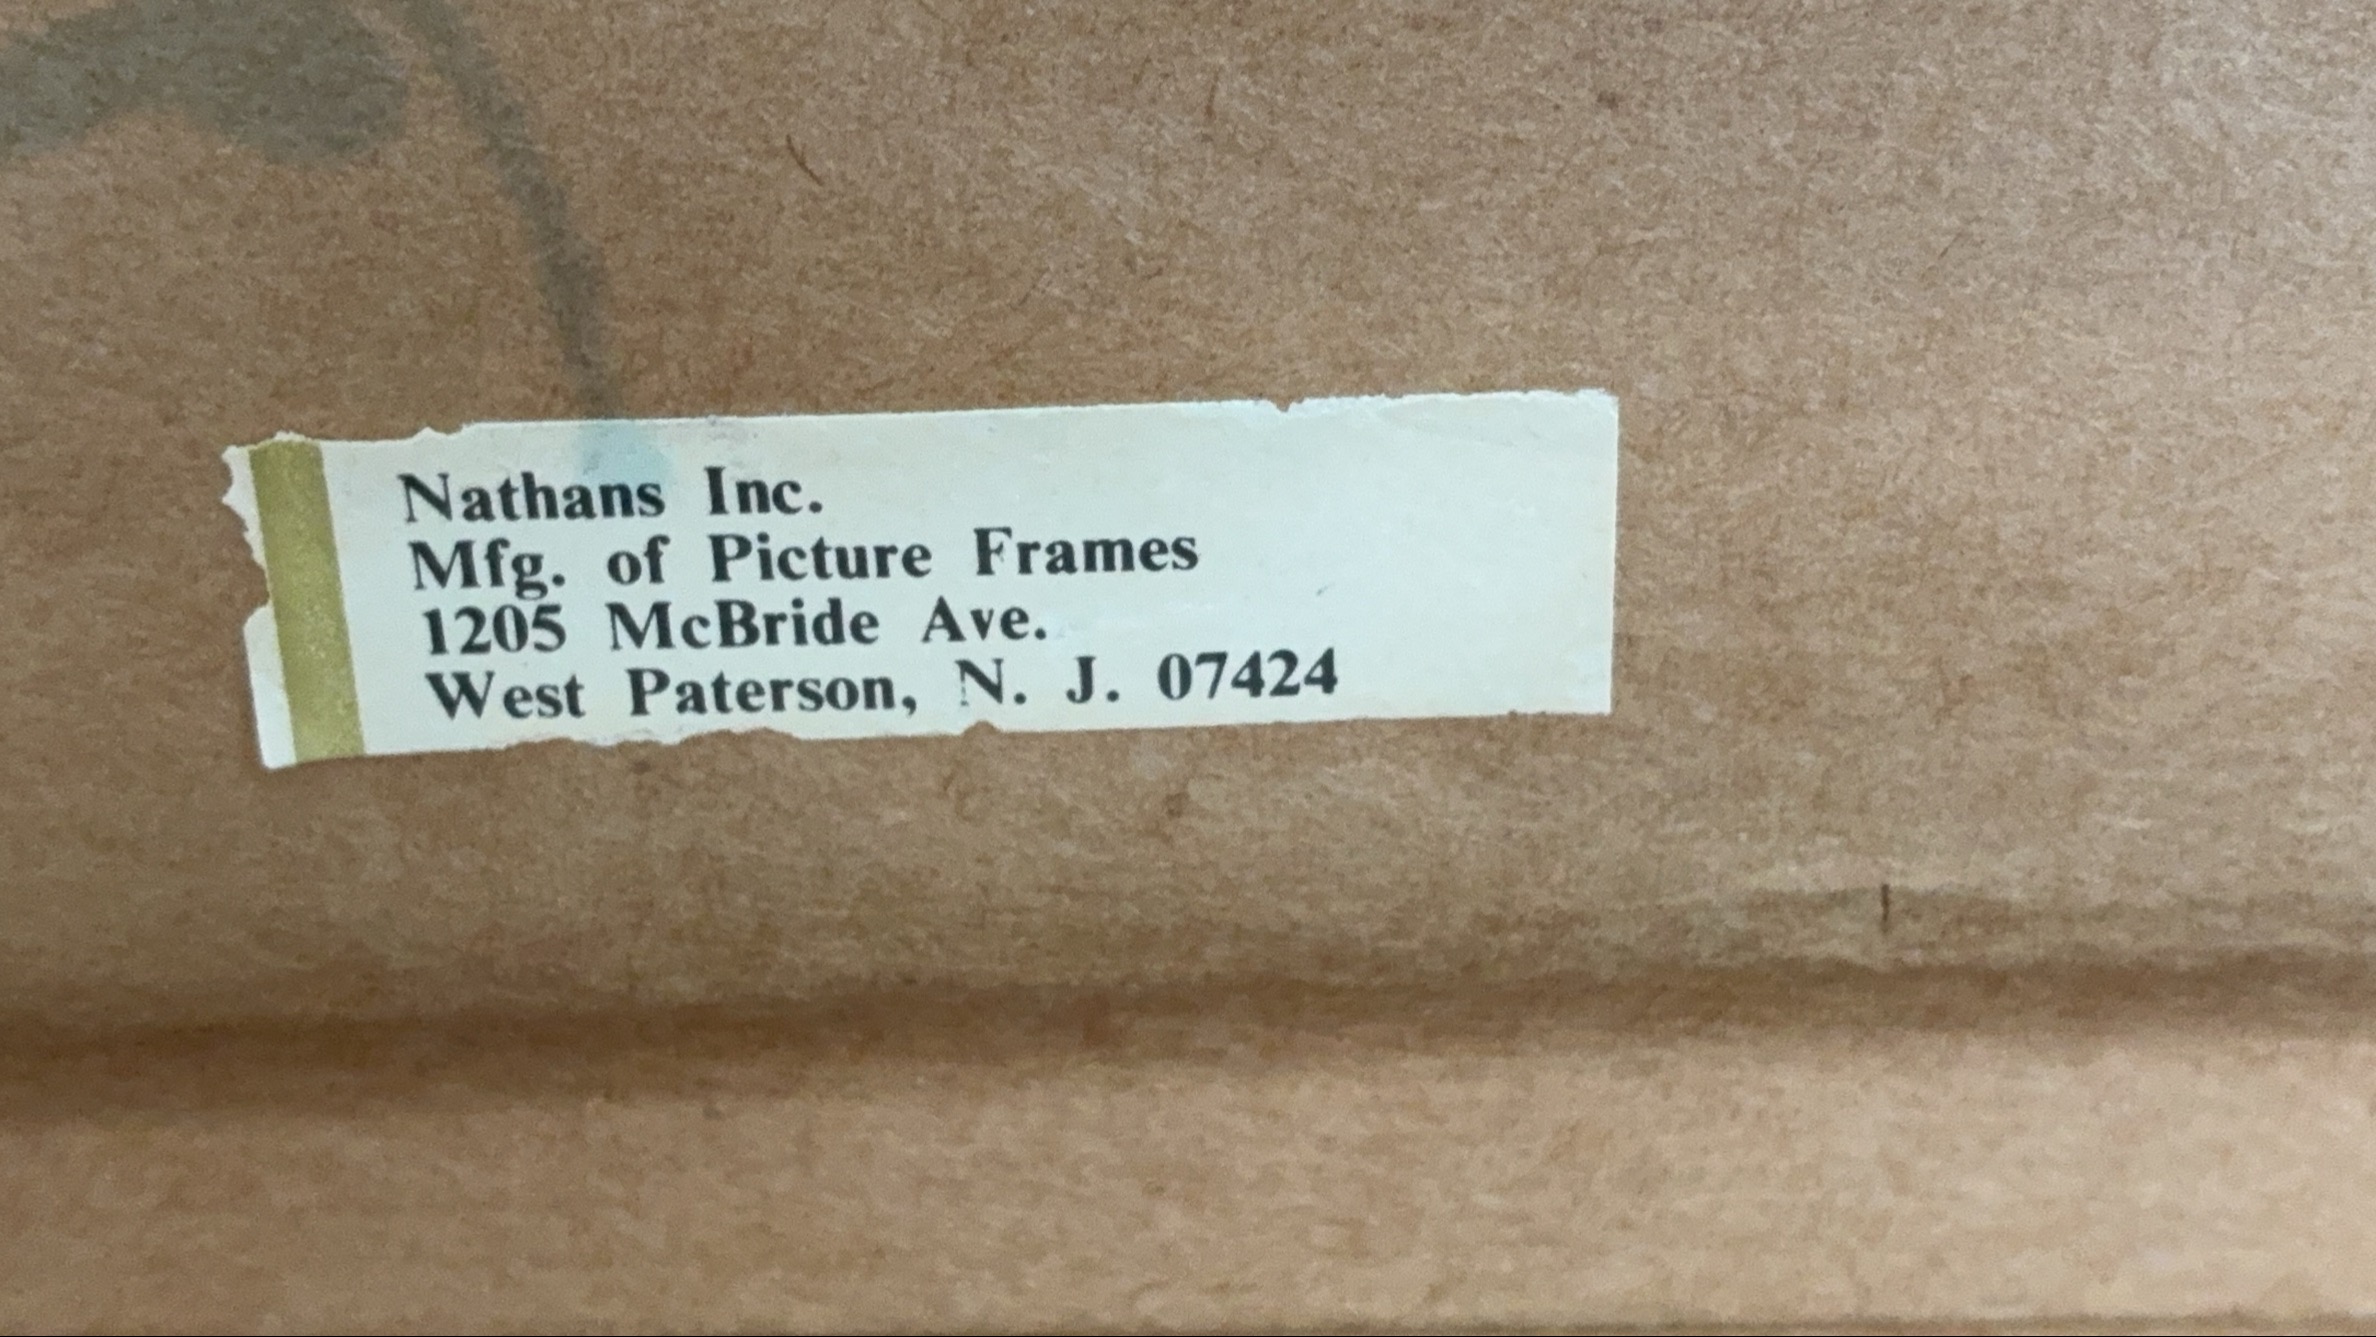 Nathans Inc.
Mfg. of Picture Frames
1205 McBride Ave.
West Paterson, N. J. 07424